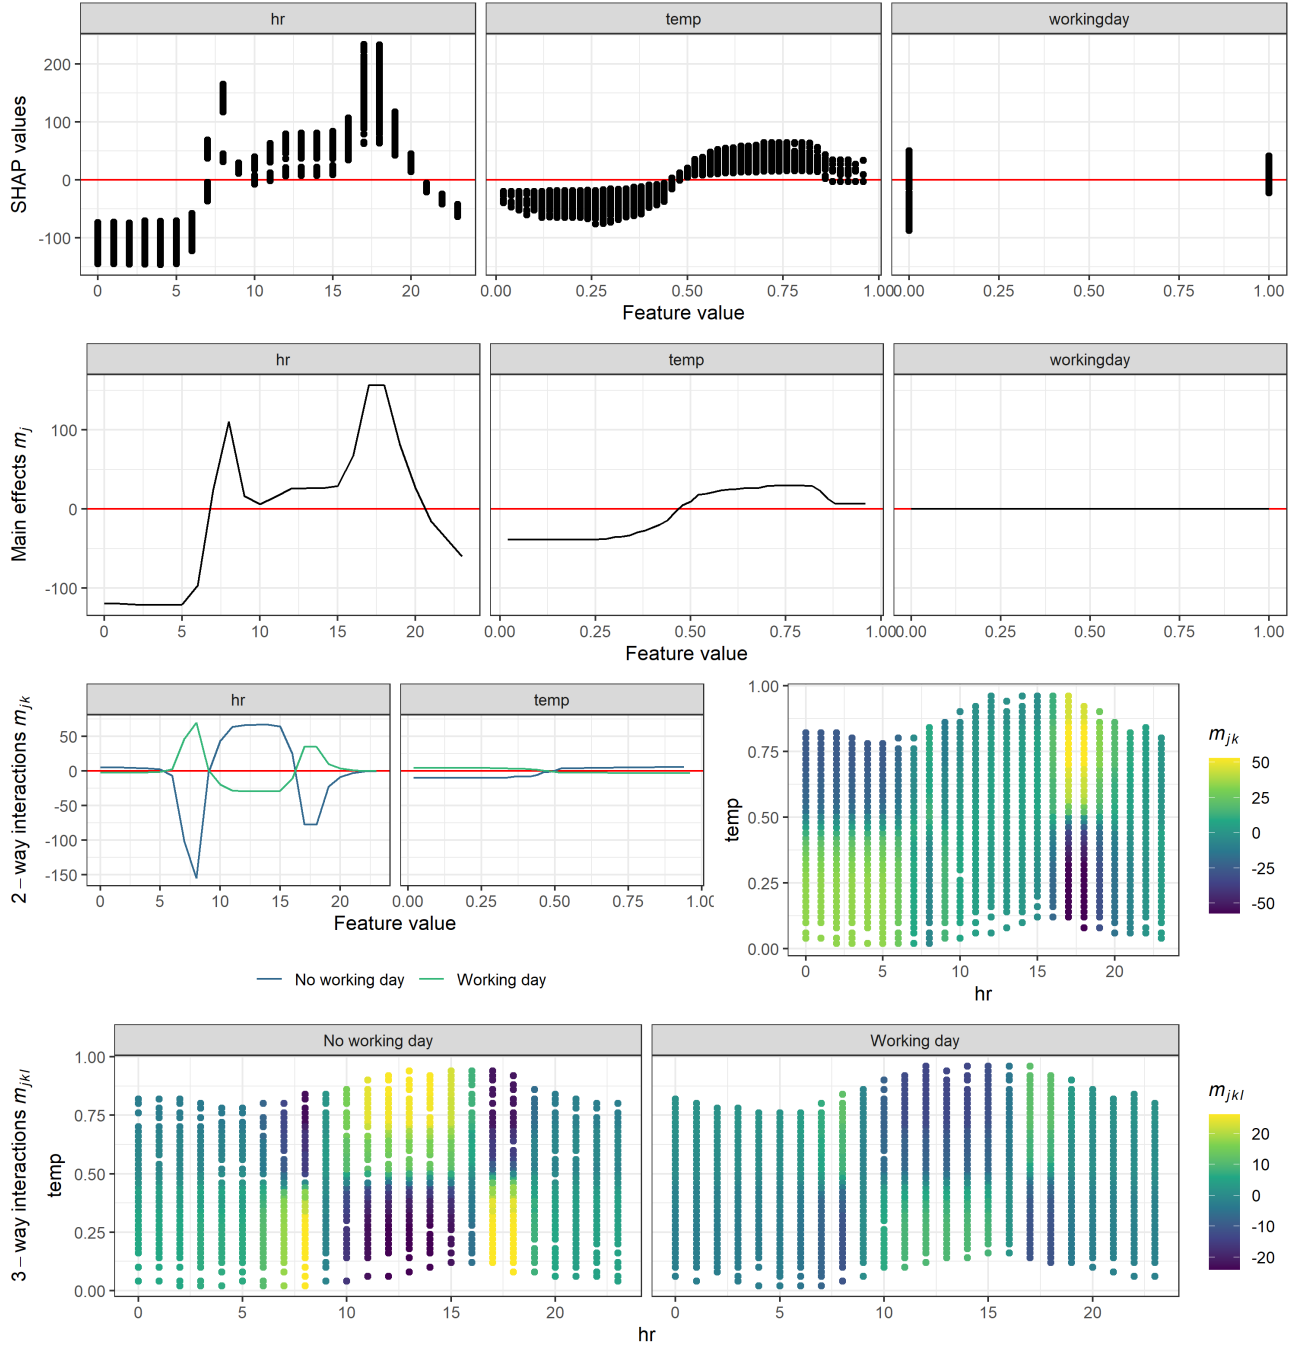 hr temp workingday
SHAP values
200
100
0
-100
0 5 10 15 20 0.00 0.25 0.50 0.75 1.00 0.00 0.25 0.50 0.75 1.00
Feature value
hr temp workingday
Main effects mj
100
0
-100
0 5 10 15 20 0.00 0.25 0.50 0.75 1.00 0.00 0.25 0.50 0.75 1.00
Feature value
hr temp
2−way interactions mjk
50
0
-50
-100
-150
0 5 10 15 20 0.00 0.25 0.50 0.75 1.00
Feature value
No working day Working day
temp
1.00
0.75
0.50
0.25
0.00
0 5 10 15 20
hr
mjk
50
25
0
-25
-50
No working day Working day
3−way interactions mjkl
temp
1.00
0.75
0.50
0.25
0.00
0 5 10 15 20 0 5 10 15 20
hr
mjkl
20
10
0
-10
-20